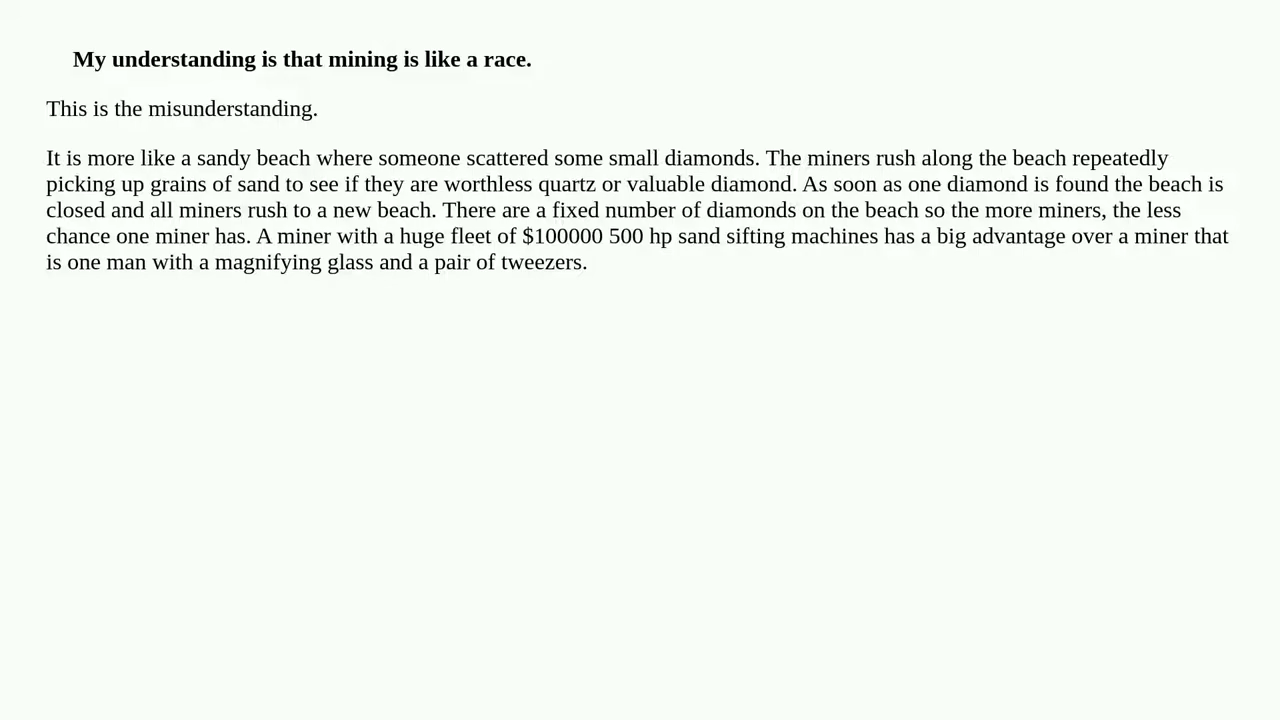 My understanding is that mining is like a race.
This is the misunderstanding.
It is more like a sandy beach where someone scattered some small diamonds. The miners rush along the beach repeatedly
picking up grains of sand to see if they are worthless quartz or valuable diamond. As soon as one diamond is found the beach is
closed and all miners rush to a new beach. There are a fixed number of diamonds on the beach so the more miners, the less
chance one miner has. A miner with a huge fleet of $100000 500 hp sand sifting machines has a big advantage over a miner that
is one man with a magnifying glass and a pair of tweezers.